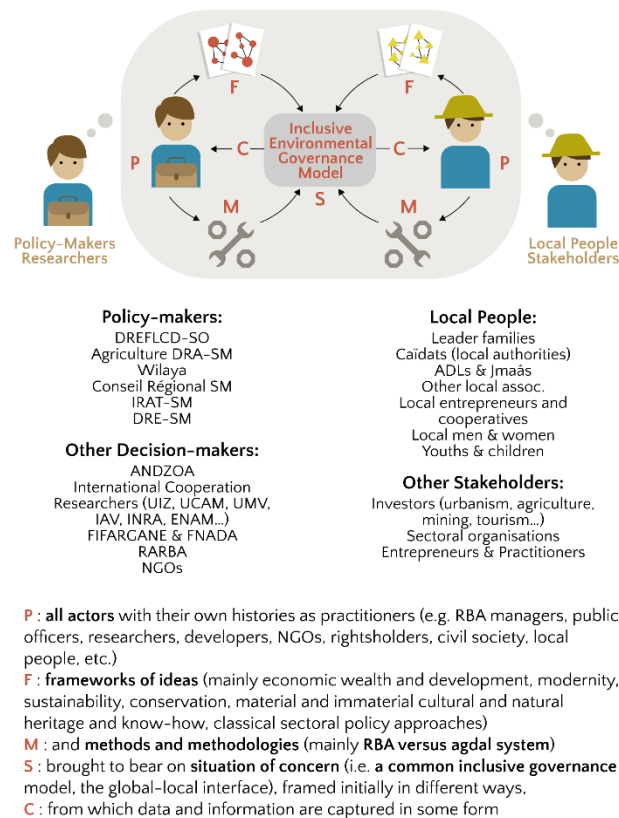 F
F
P
C
Inclusive
Environmental
Governance
Model
C
P
M
S
M
Policy-Makers
Researchers
Local People
Stakeholders
Policy-makers:
DREFLCD-SO
Agriculture DRA-SM
Wilaya
Conseil Régional SM
IRAT-SM
DRE-SM
Other Decision-makers:
ANDZOA
International Cooperation
Researchers (UIZ, UCAM, UMV,
IAV, INRA, ENAM...)
FIFARGANE & FNADA
RARBA
NGOs
Local People:
Leader families
Caïdats (local authorities)
ADLs & Jmaâs
Other local assoc.
Local entrepreneurs and
cooperatives
Local men & women
Youths & children
Other Stakeholders:
Investors (urbanism, agriculture,
mining, tourism...)
Sectoral organisations
Entrepreneurs & Practitioners
P : all actors with their own histories as practitioners (e.g. RBA managers, public
officers, researchers, developers, NGOs, rightsholders, civil society, local
people, etc.)
F : frameworks of ideas (mainly economic wealth and development, modernity,
sustainability, conservation, material and immaterial cultural and natural
heritage and know-how, classical sectoral policy approaches)
M : and methods and methodologies (mainly RBA versus agdal system)
S : brought to bear on situation of concern (i.e. a common inclusive governance
model, the global-local interface), framed initially in different ways,
C : from which data and information are captured in some form